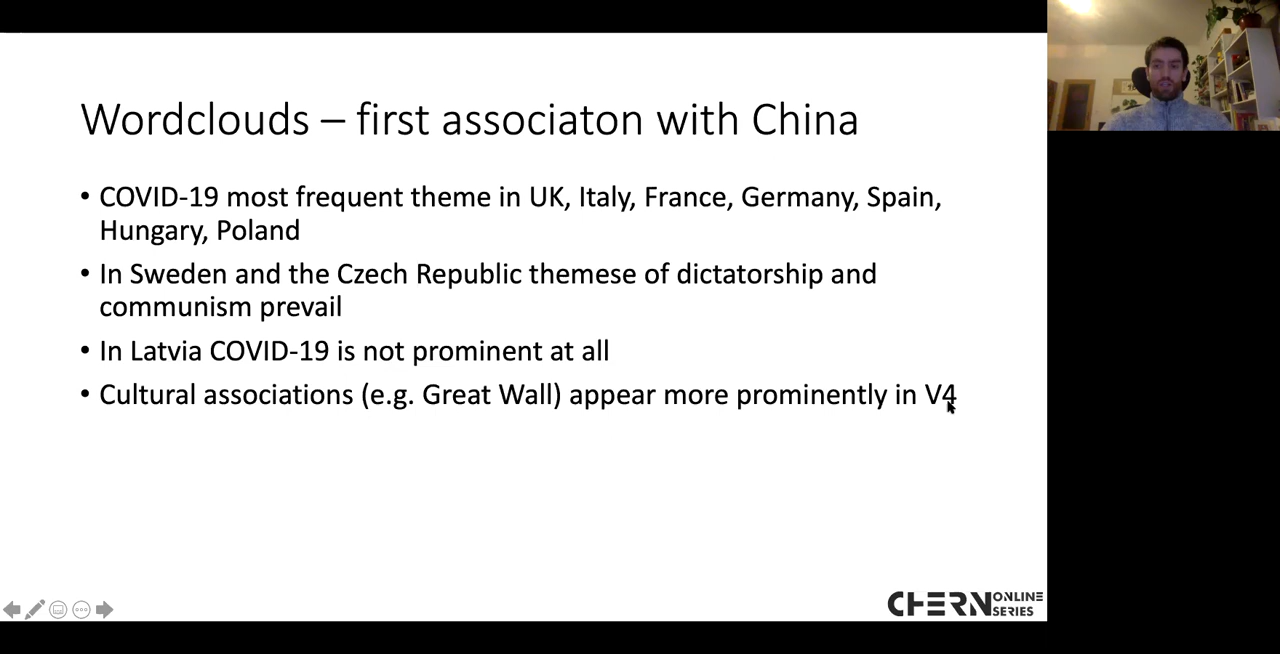 Wordclouds – first associaton with China
• COVID-19 most frequent theme in UK, Italy, France, Germany, Spain,
Hungary, Poland
• In Sweden and the Czech Republic themese of dictatorship and
communism prevail
• In Latvia COVID-19 is not prominent at all
• Cultural associations (e.g. Great Wall) appear more prominently in V4
CHERN ONLINE
SERIES